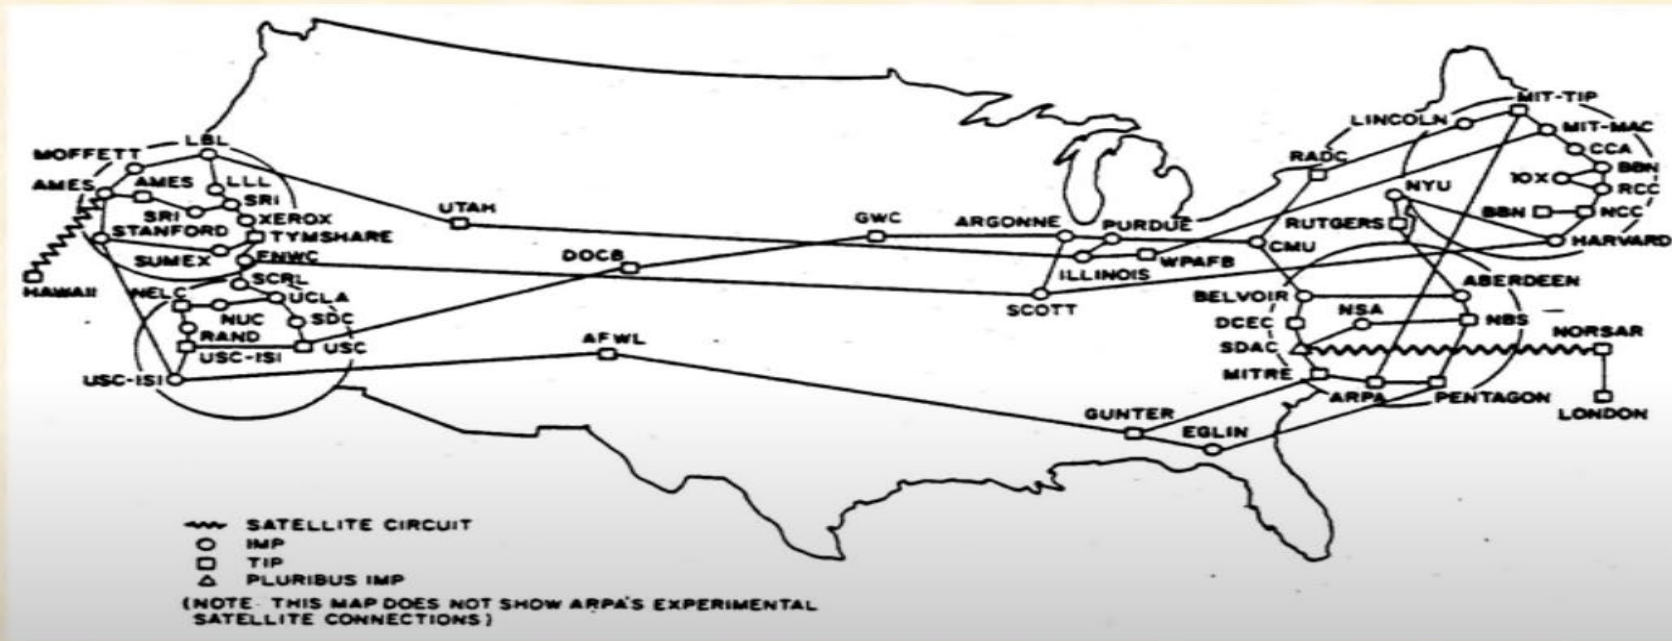 MIT-TIP
LINCOLN
MIT-MAC
LBL
CCA
MOFFETT
RADC
BBN
AMES
AMES
LLL
10X
RCC
NYU
SRI
SRI
XEROX
UTAH
GWC
ARGONNE
PURDUE
RUTGERS
BBN
NCC
STANFORD
TYMSHARE
CMU
HARVARD
SUMEX
FNWC
DOCB
ILLINOIS
WPAFB
SCRL
ABERDEEN
HAWAII
NELC
UCLA
SCOTT
BELVOIR
NUC
SDC
DCEC
NSA
NBS
NORSAR
RAND
USC-ISI
USC
AFWL
SDAC
USC-ISI
MITRE
ARPA
PENTAGON
LONDON
GUNTER
EGLIN
SATELLITE CIRCUIT
IMP
TIP
PLURIBUS IMP
(NOTE: THIS MAP DOES NOT SHOW ARPA'S EXPERIMENTAL
SATELLITE CONNECTIONS)